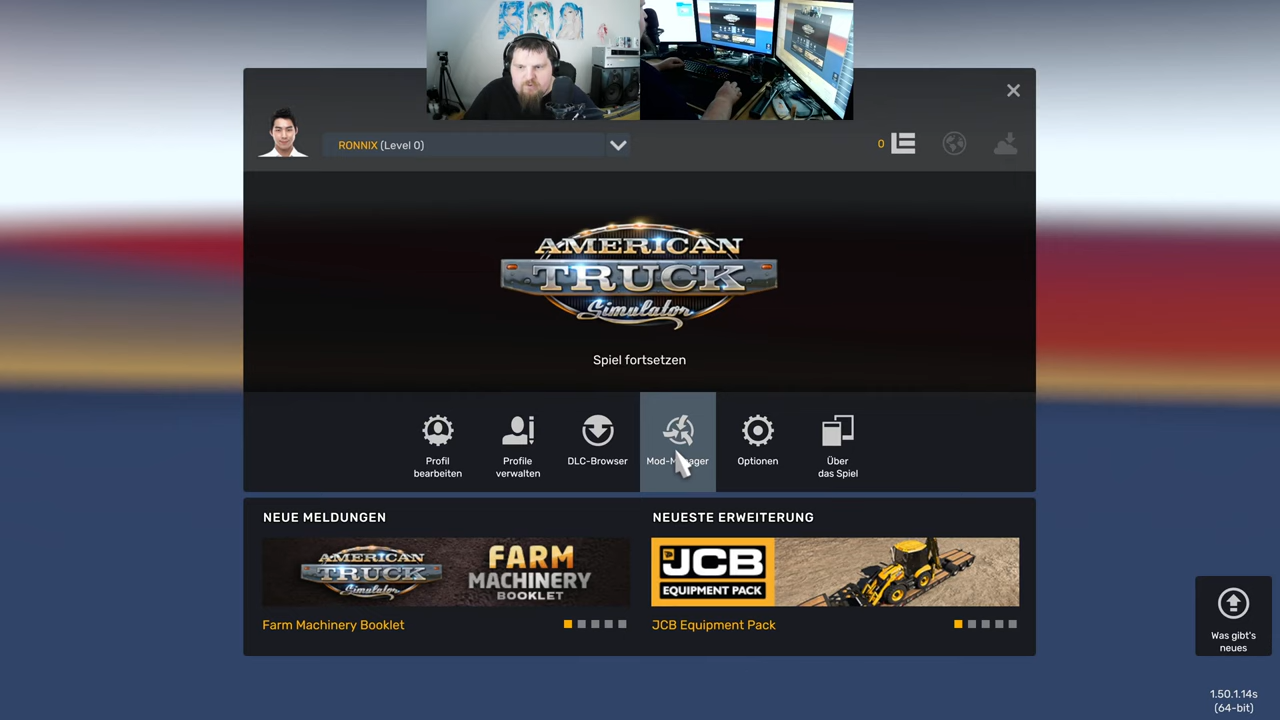 RONNIX (Level 0)
0
AMERICAN
TRUCK
Simulator
Spiel fortsetzen
Profil
bearbeiten
Profile
verwalten
DLC-Browser
Optionen
Über
das Spiel
NEUE MELDUNGEN
AMERICAN
TRUCK
Simulator
FARM
MACHINERY
BOOKLET
Farm Machinery Booklet
NEUESTE ERWEITERUNG
JCB
JCB
EQUIPMENT PACK
JCB Equipment Pack
Was gibt's
neues
1.50.1.14s
(64-bit)